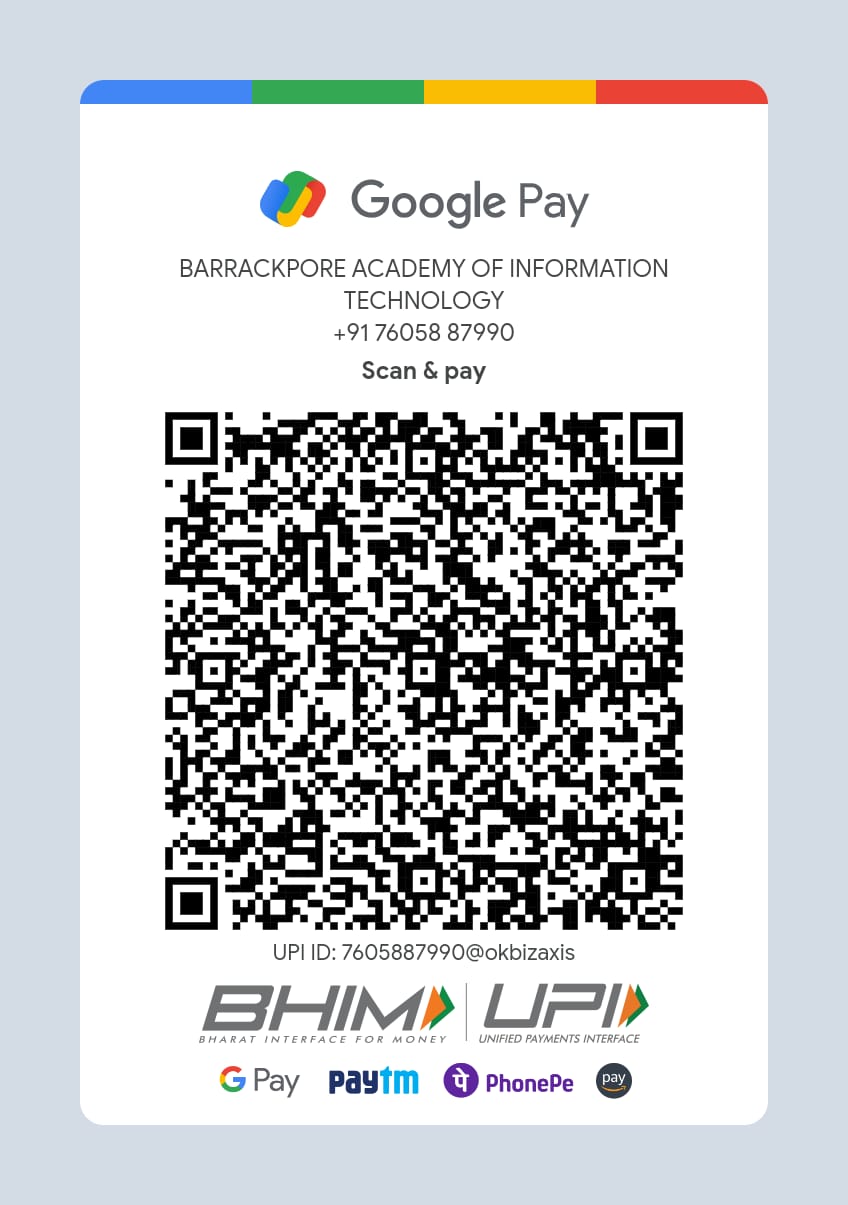 Google Pay
BARRACKPORE ACADEMY OF INFORMATION
TECHNOLOGY
+91 76058 87990
Scan & pay
UPI ID: 7605887990@okbizaxis
BHIM UPI
BHARAT INTERFACE FOR MONEY UNIFIED PAYMENTS INTERFACE
G Pay paytm पे PhonePe pay